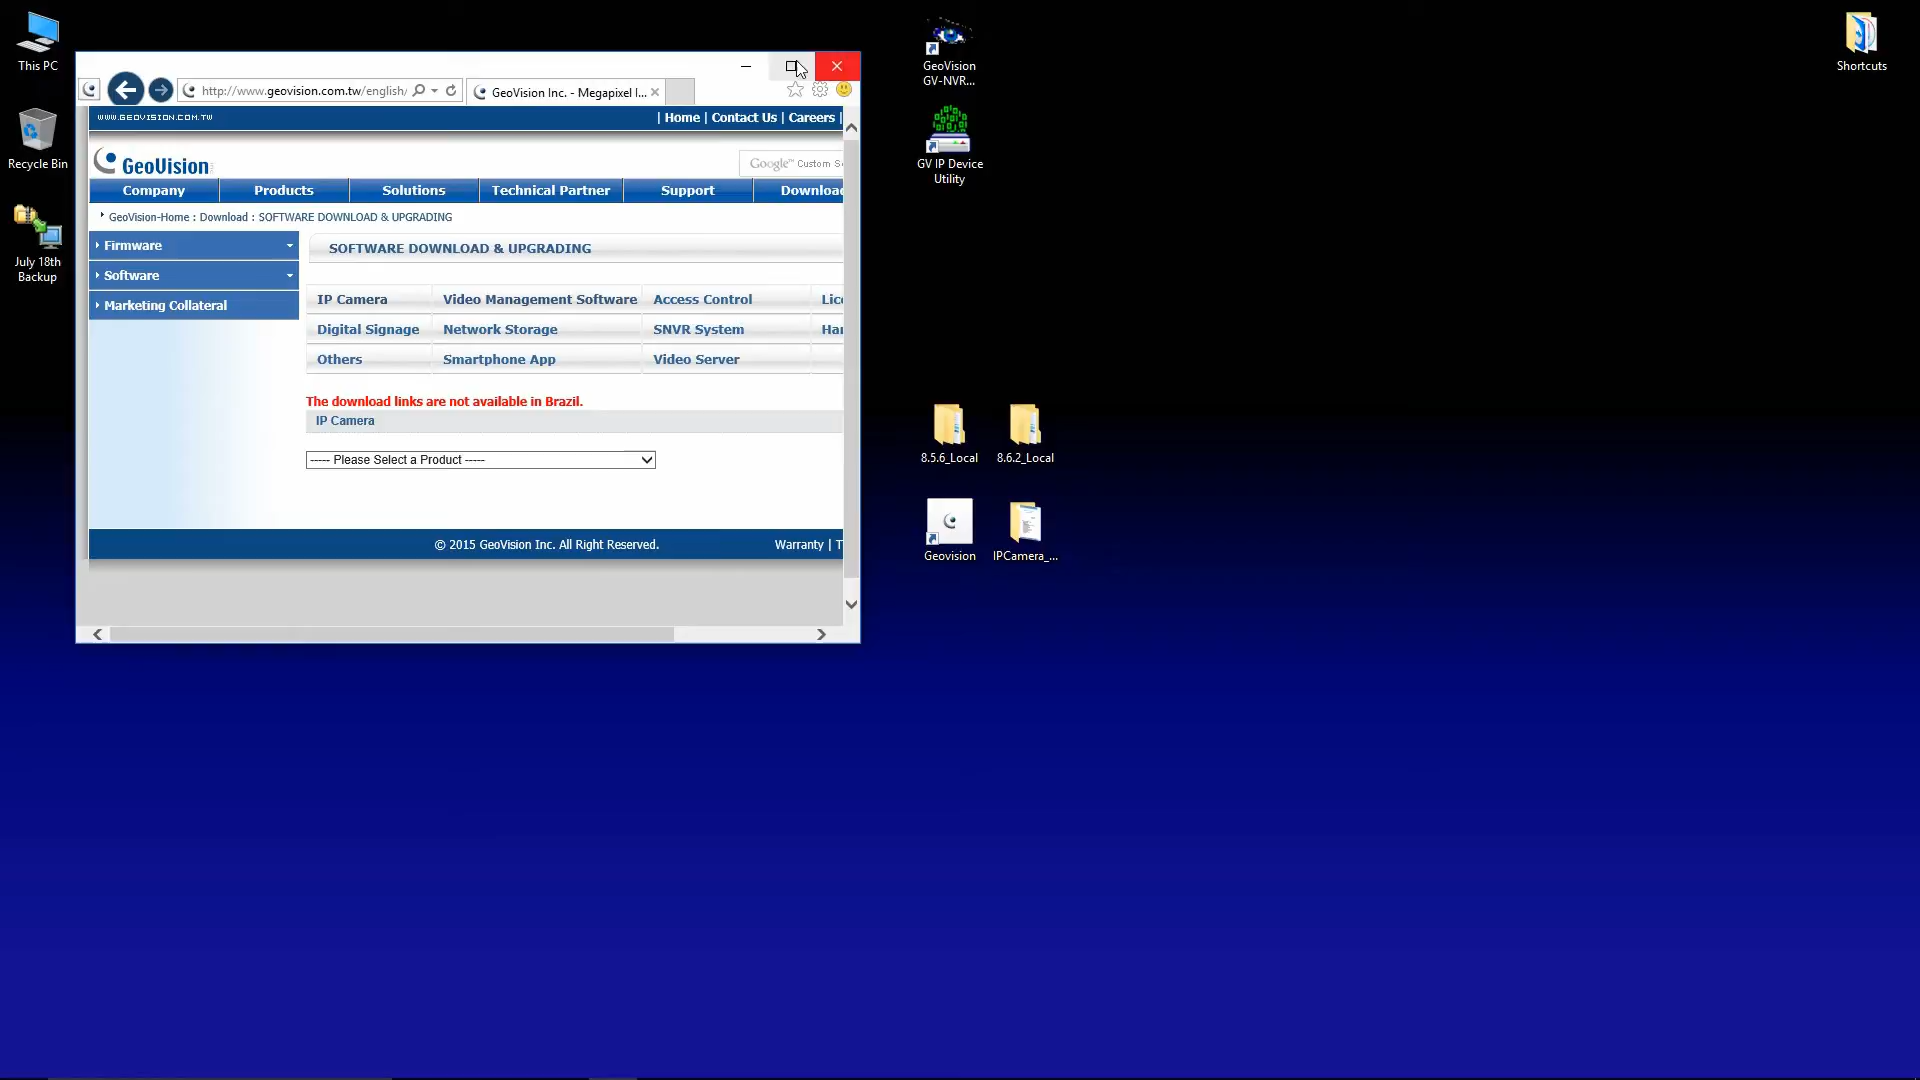 This PC
Recycle Bin
July 18th
Backup
http://www.geovision.com.tw/english/
GeoVision Inc. - Megapixel I...
WWW.GEOVISION.COM.TW
| Home | Contact Us | Careers |
GeoVision
Google™ Custom
Company
Products
Solutions
Technical Partner
Support
GeoVision-Home : Download : SOFTWARE DOWNLOAD & UPGRADING
Firmware
Software
Marketing Collateral
SOFTWARE DOWNLOAD & UPGRADING
IP Camera
Video Management Software
Access Control
Digital Signage
Network Storage
SNVR System
Others
Smartphone App
Video Server
The download links are not available in Brazil.
IP Camera
----- Please Select a Product -----
© 2015 GeoVision Inc. All Right Reserved.
Warranty |
GeoVision
GV-NVR...
GV IP Device
Utility
8.5.6_Local
8.6.2_Local
Geovision
IPCamera_...
Shortcuts